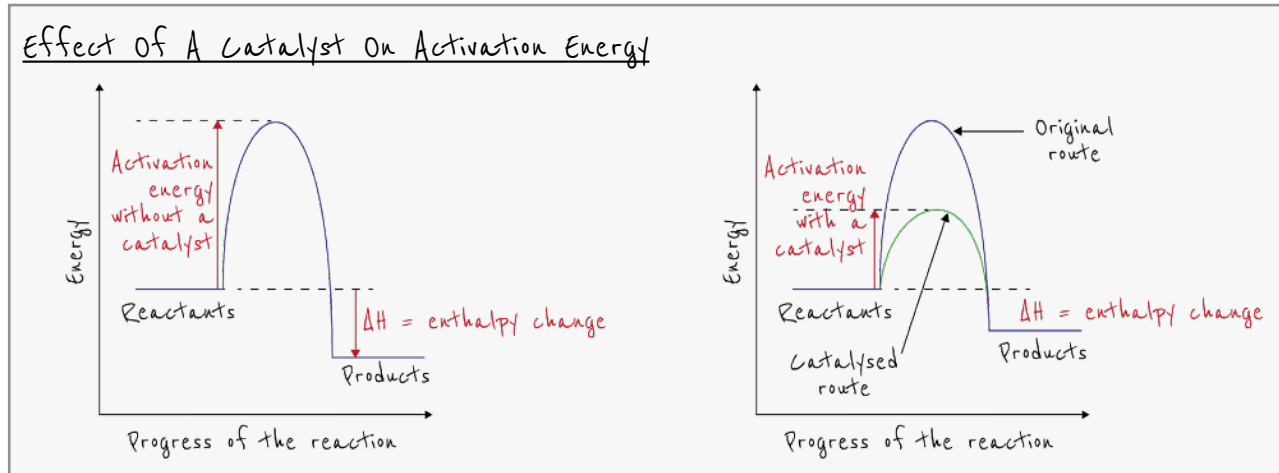 Effect Of A Catalyst On Activation Energy
Energy
Activation
energy
without a
catalyst
Reactants
ΔH = enthalpy change
Products
Progress of the reaction
Energy
Original
route
Activation
energy
with a
catalyst
Reactants
ΔH = enthalpy change
Products
Catalysed
route
Progress of the reaction